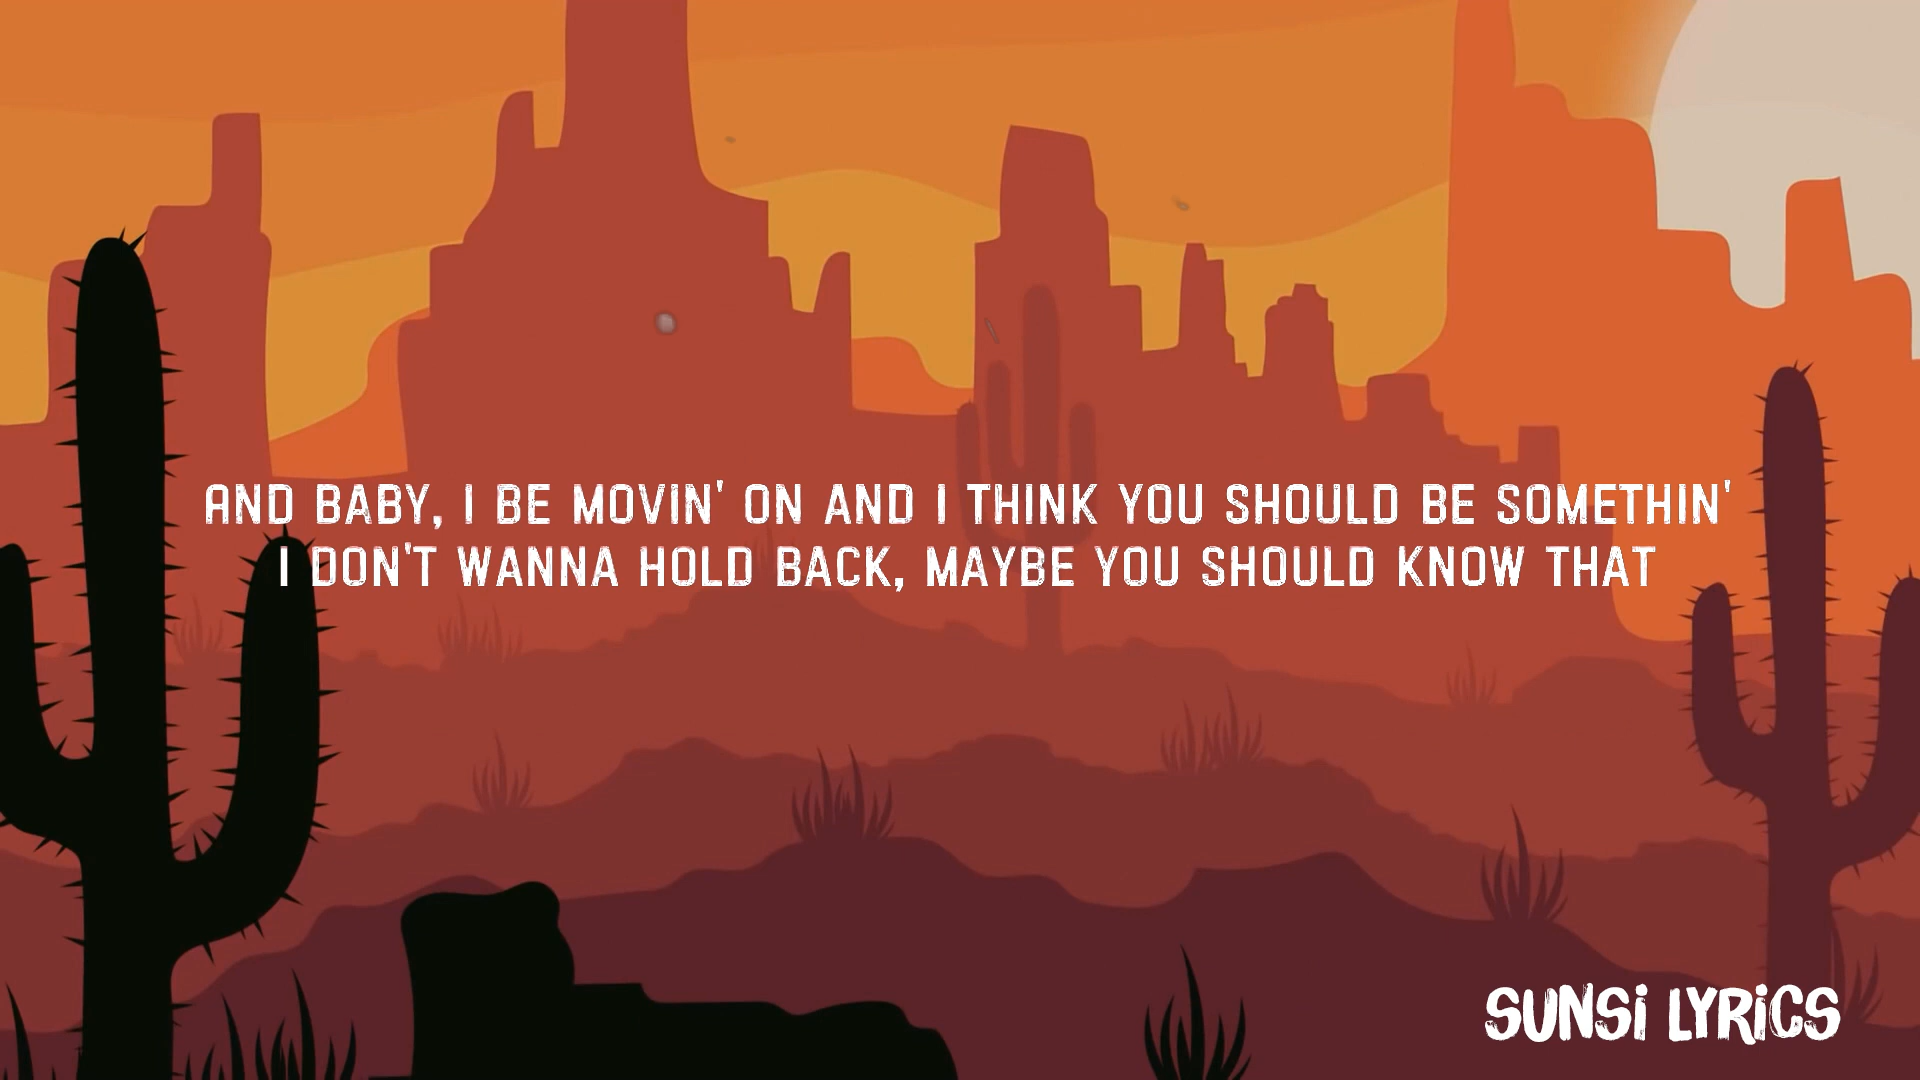 AND BABY, I BE MOVIN' ON AND I THINK YOU SHOULD BE SOMETHIN'
I DON'T WANNA HOLD BACK, MAYBE YOU SHOULD KNOW THAT
SUNSi LYRiCS